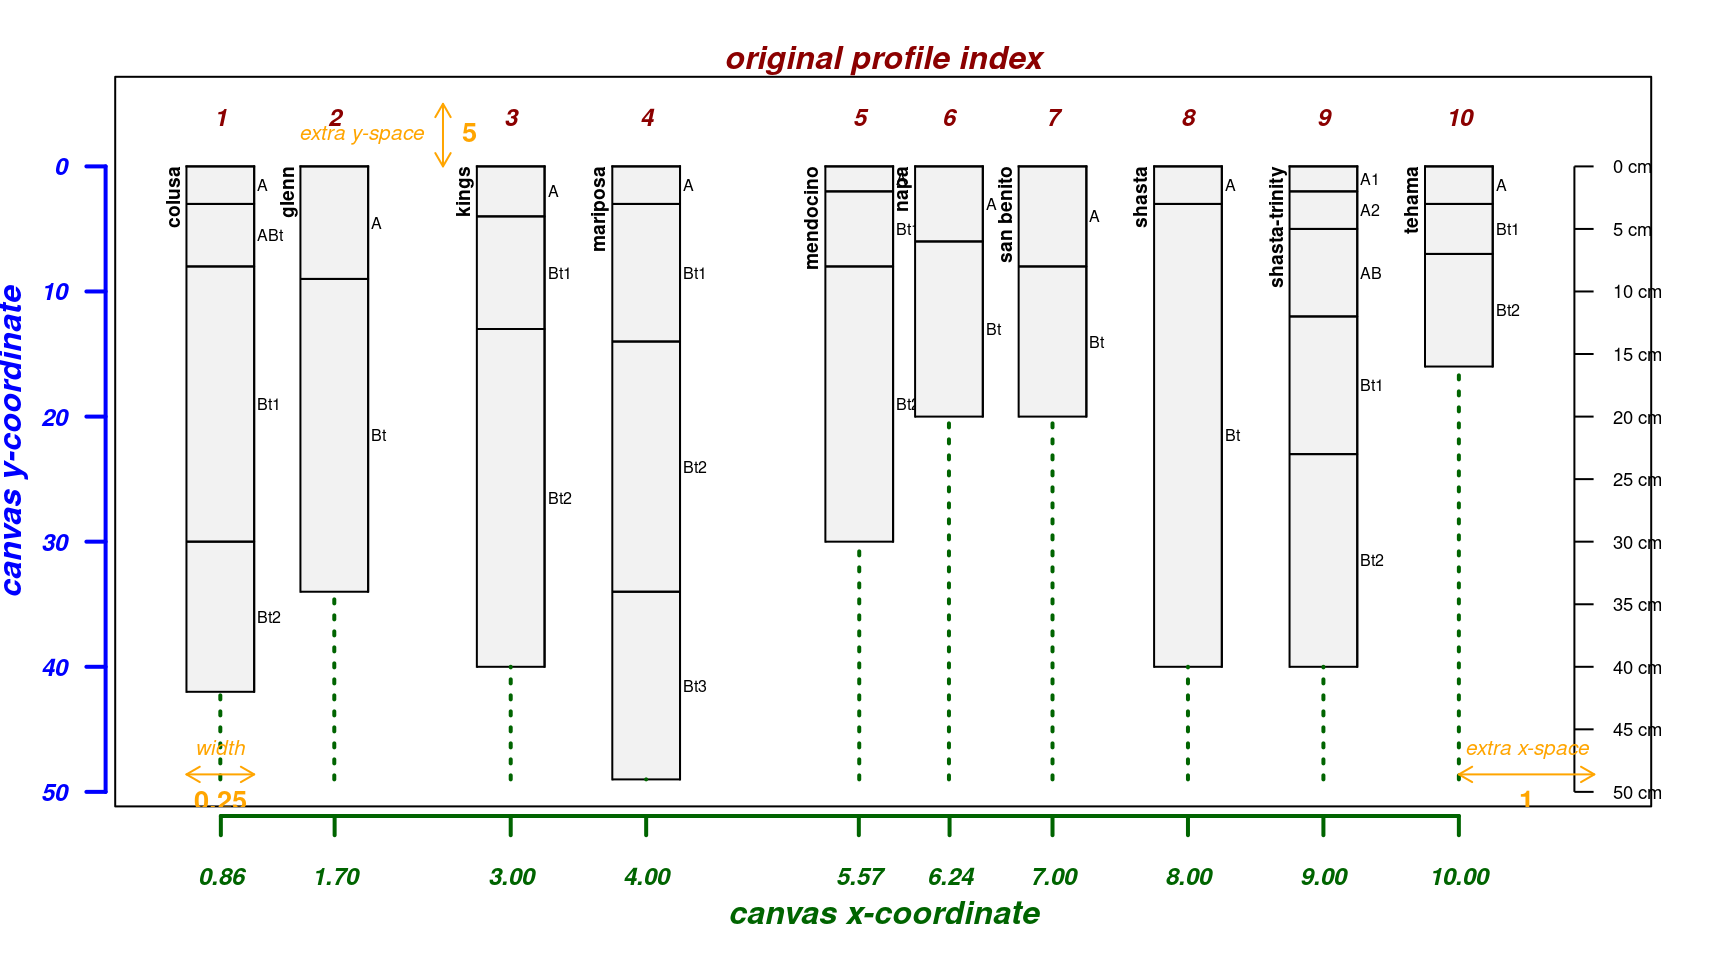 original profile index
1 2 3 4 5 6 7 8 9 10
extra y-space 5
canvas y-coordinate
0
10
20
30
40
50
colusa
A
ABt
Bt1
Bt2
glenn
A
Bt
kings
A
Bt1
Bt2
mariposa
A
Bt1
Bt2
Bt3
mendocino
Bt1
Bt2
napa
A
Bt
san benito
A
Bt
shasta
A
Bt
shasta-trinity
A1
A2
AB
Bt1
Bt2
tehama
A
Bt1
Bt2
0 cm
5 cm
10 cm
15 cm
20 cm
25 cm
30 cm
35 cm
40 cm
45 cm
50 cm
width
0.25
extra x-space
1
0.86 1.70 3.00 4.00 5.57 6.24 7.00 8.00 9.00 10.00
canvas x-coordinate